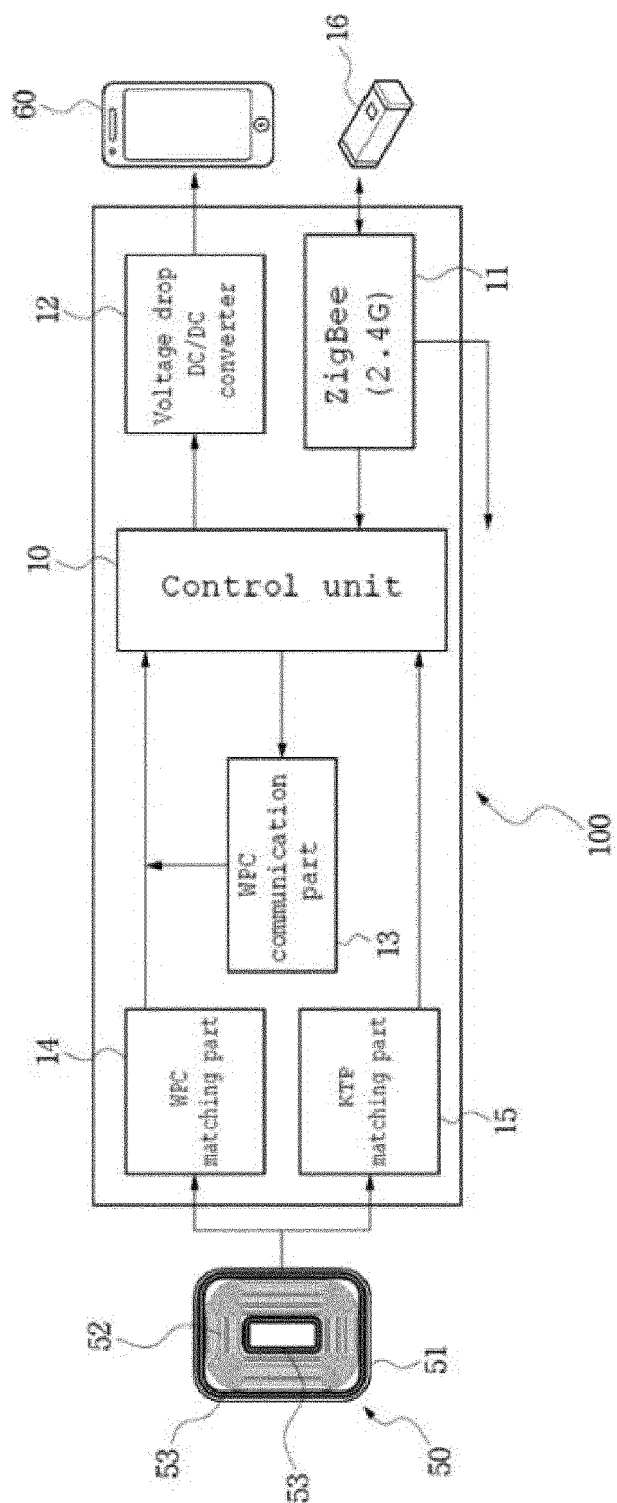 14
10
12
60
WPC
matching part
Voltage drop
DC/DC
converter
53
52
WPC
communication
part
Control unit
53
13
KTP
matching part
ZigBee
(2.4G)
16
50
51
15
11
100